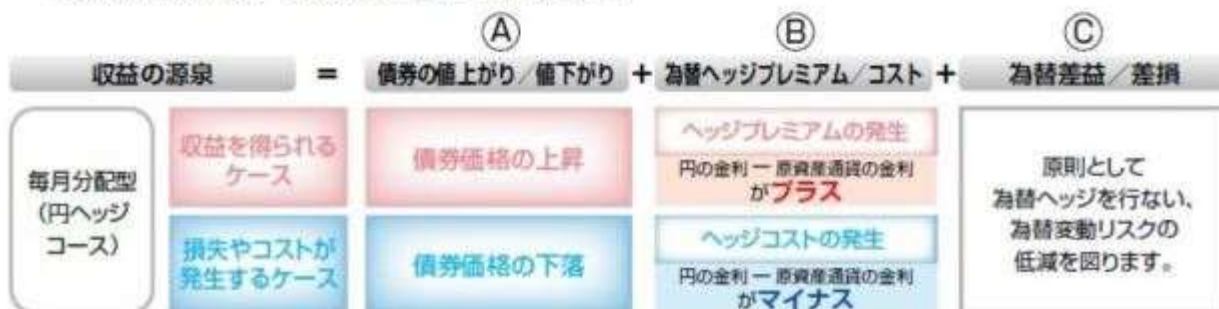 Ⓐ Ⓑ Ⓒ
収益の源泉 = 債券の値上がり/値下がり + 為替ヘッジプレミアム/コスト + 為替差益/差損
毎月分配型
(円ヘッジ
コース)
収益を得られる
ケース
債券価格の上昇
ヘッジプレミアムの発生
円の金利 ー 原資産通貨の金利
がプラス
損失やコストが
発生するケース
債券価格の下落
ヘッジコストの発生
円の金利 ー 原資産通貨の金利
がマイナス
原則として
為替ヘッジを行ない、
為替変動リスクの
低減を図ります。